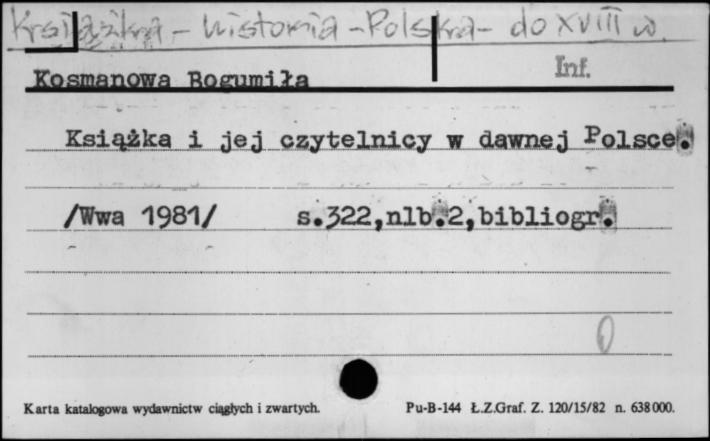 Książka - historia - Polska - do XVIII w.
Inf.
Kosmanowa Bogumiła
Książka i jej czytelnicy w dawnej Polsce.
/Wwa 1981/ s.322,nlb.2,bibliogr.
Karta katalogowa wydawnictw ciągłych i zwartych. Pu-B-144 Ł.Z.Graf. Z. 120/15/82 n. 638000.